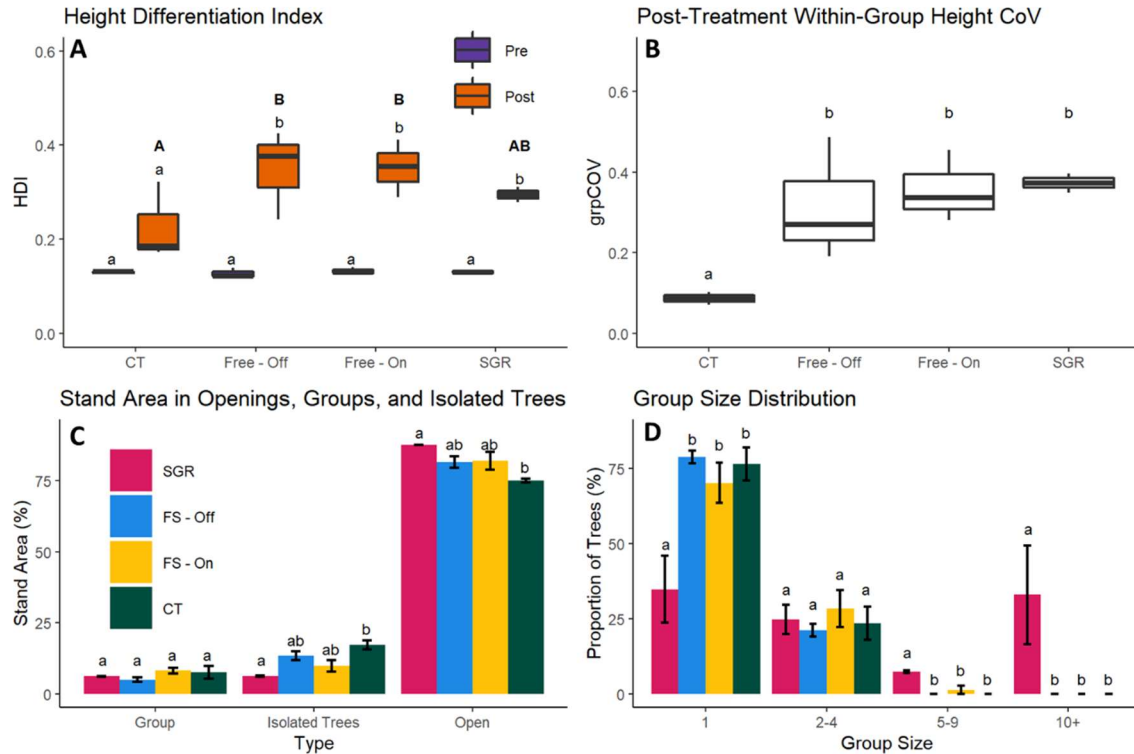 Height Differentiation Index
A
Pre
Post
0.6
0.4
0.2
0.0
HDI
A
a
a
B
b
a
B
b
a
AB
b
a
CT
Free - Off
Free - On
SGR
Post-Treatment Within-Group Height CoV
B
0.6
0.4
0.2
0.0
grpCOV
a
b
b
b
CT
Free - Off
Free - On
SGR
Stand Area in Openings, Groups, and Isolated Trees
C
SGR
FS - Off
FS - On
CT
75
50
25
0
Stand Area (%)
a a a a
a ab ab b
a ab ab b
Group
Isolated Trees
Open
Type
Group Size Distribution
D
75
50
25
0
Proportion of Trees (%)
a b b b
a a a a
a b b b
a b b b
1
2-4
5-9
10+
Group Size